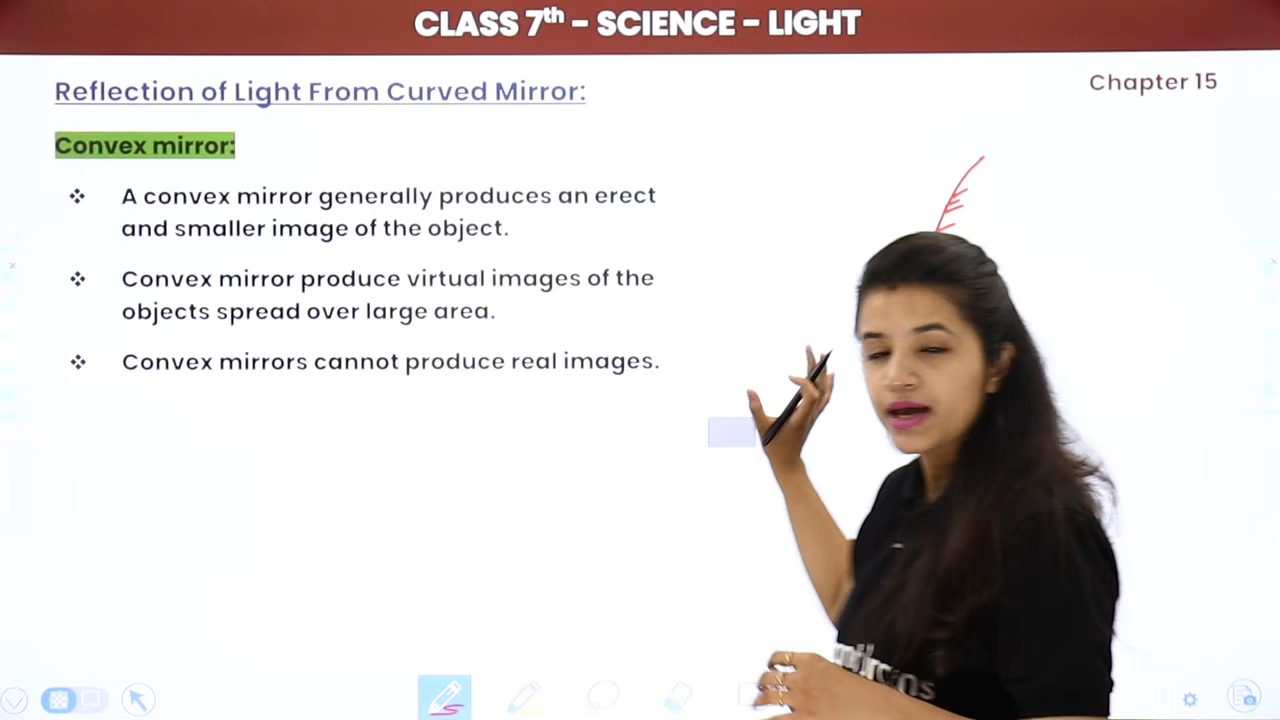 CLASS 7th - SCIENCE - LIGHT
Reflection of Light From Curved Mirror:
Chapter 15
Convex mirror:
❖ A convex mirror generally produces an erect
and smaller image of the object.
❖ Convex mirror produce virtual images of the
objects spread over large area.
❖ Convex mirrors cannot produce real images.